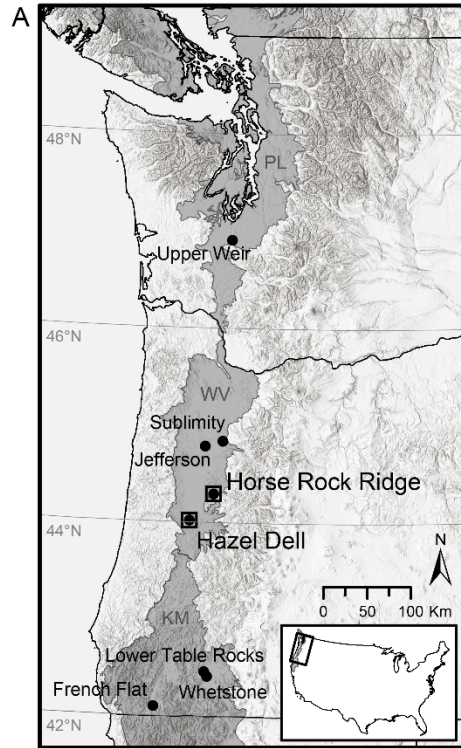 A
48°N
PL
Upper Weir
46°N
WV
Sublimity
Jefferson
Horse Rock Ridge
44°N
Hazel Dell
N
0 50 100 Km
KM
Lower Table Rocks
French Flat
Whetstone
42°N